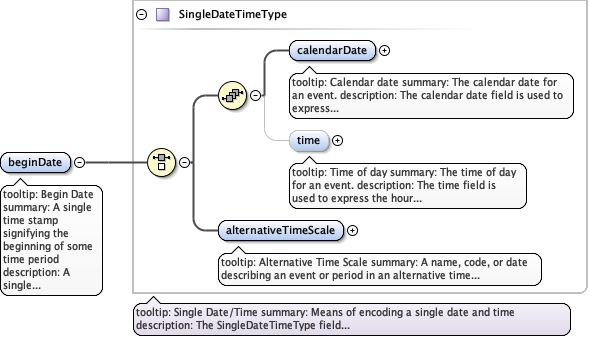 SingleDateTimeType
calendarDate
tooltip: Calendar date summary: The calendar date for
an event. description: The calendar date field is used to
express...
time
tooltip: Time of day summary: The time of day
for an event. description: The time field is
used to express the hour...
beginDate
tooltip: Begin Date
summary: A single
time stamp
signifying the
beginning of some
time period
description: A
single...
alternativeTimeScale
tooltip: Alternative Time Scale summary: A name, code, or date
describing an event or period in an alternative time...
tooltip: Single Date/Time summary: Means of encoding a single date and time
description: The SingleDateTimeType field...